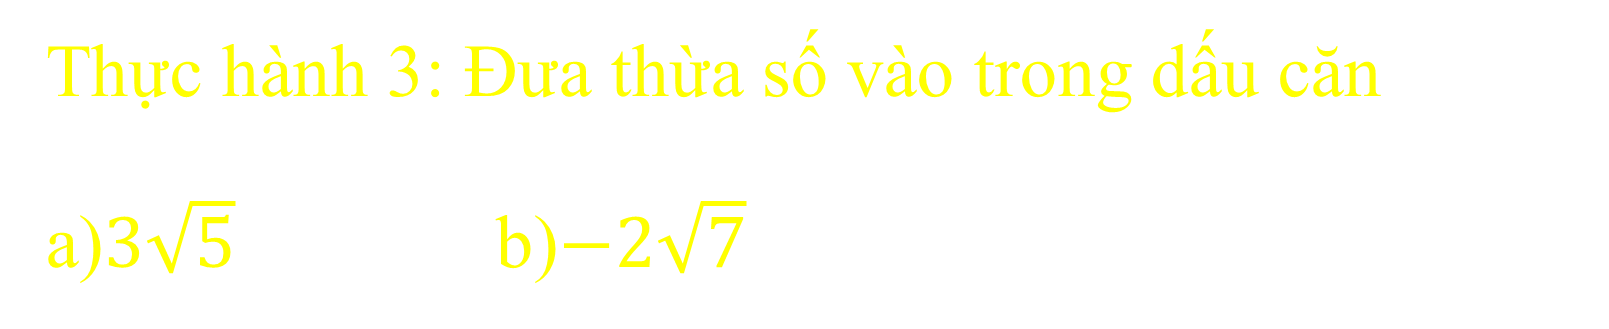 Thực hành 3: Đưa thừa số vào trong dấu căn
a)3√5 b)−2√7